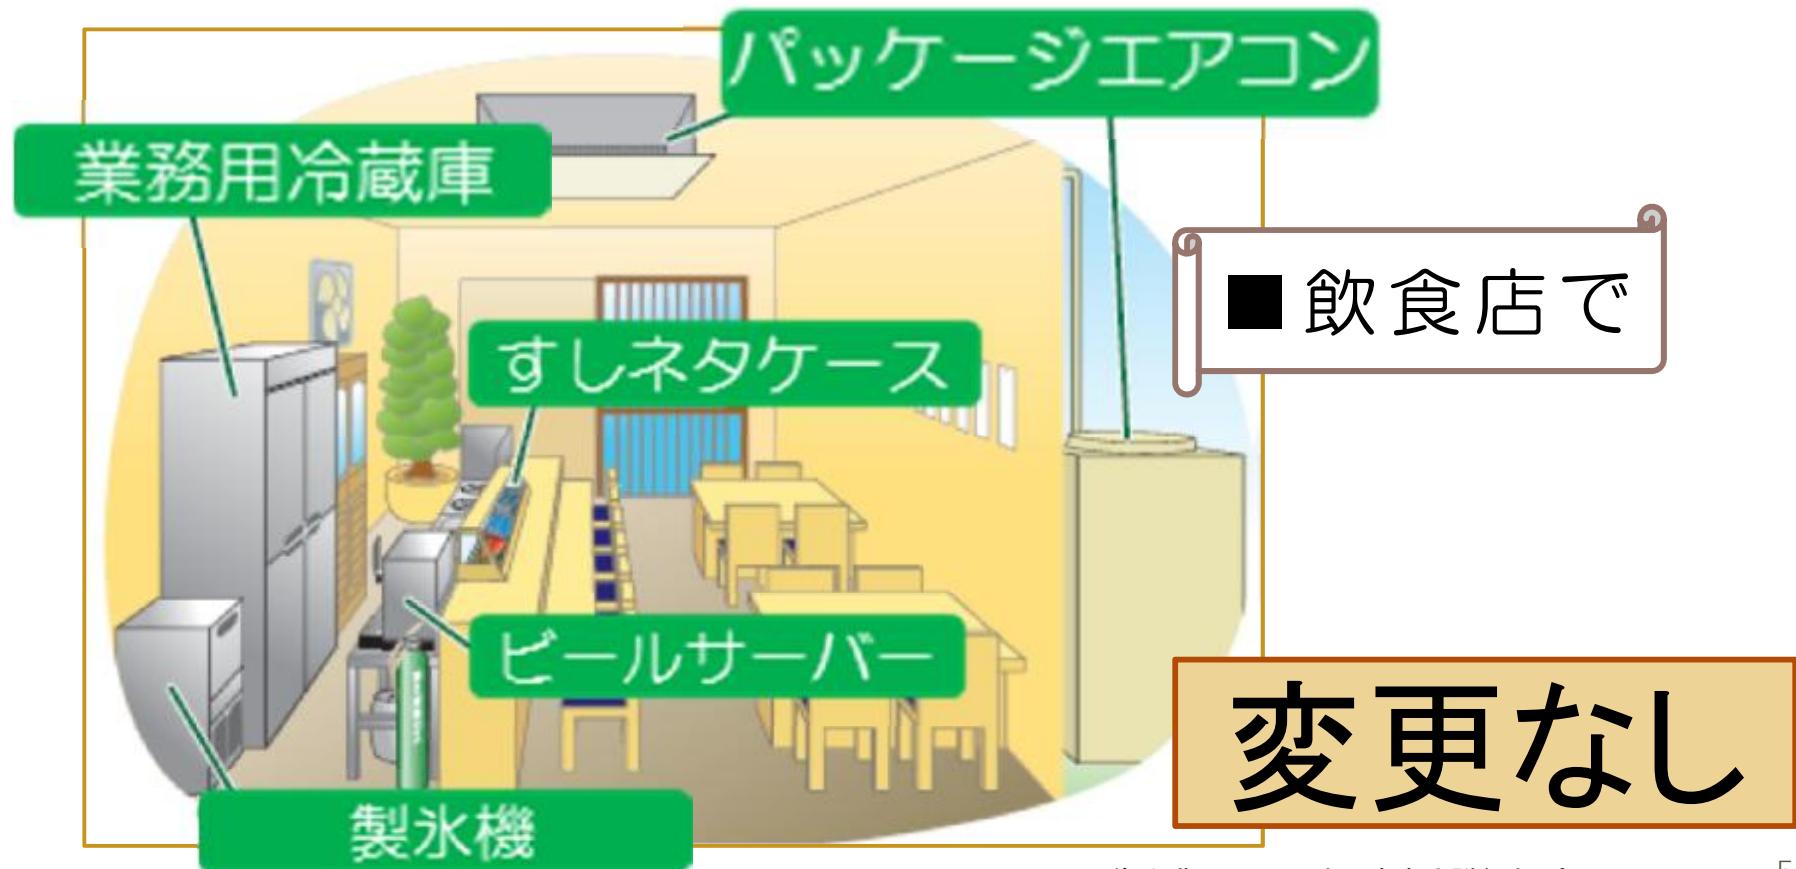 パッケージエアコン
業務用冷蔵庫
■飲食店で
すしネタケース
ビールサーバー
変更なし
製氷機